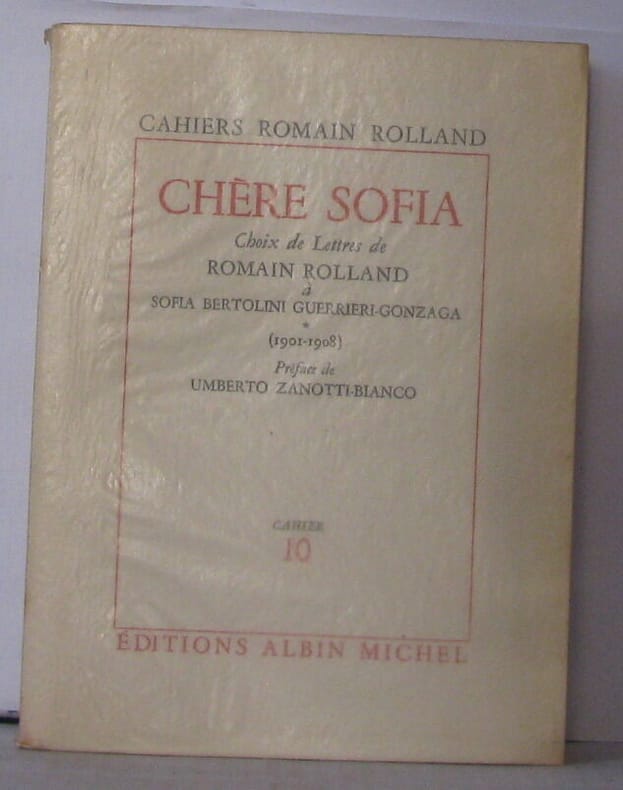 CAHIERS ROMAIN ROLLAND
CHÈRE SOFIA
Choix de Lettres de
ROMAIN ROLLAND
à
SOFIA BERTOLINI GUERRIERI-GONZAGA
*
(1901-1908)
Préface de
UMBERTO ZANOTTI-BIANCO
CAHIER
10
ÉDITIONS ALBIN MICHEL